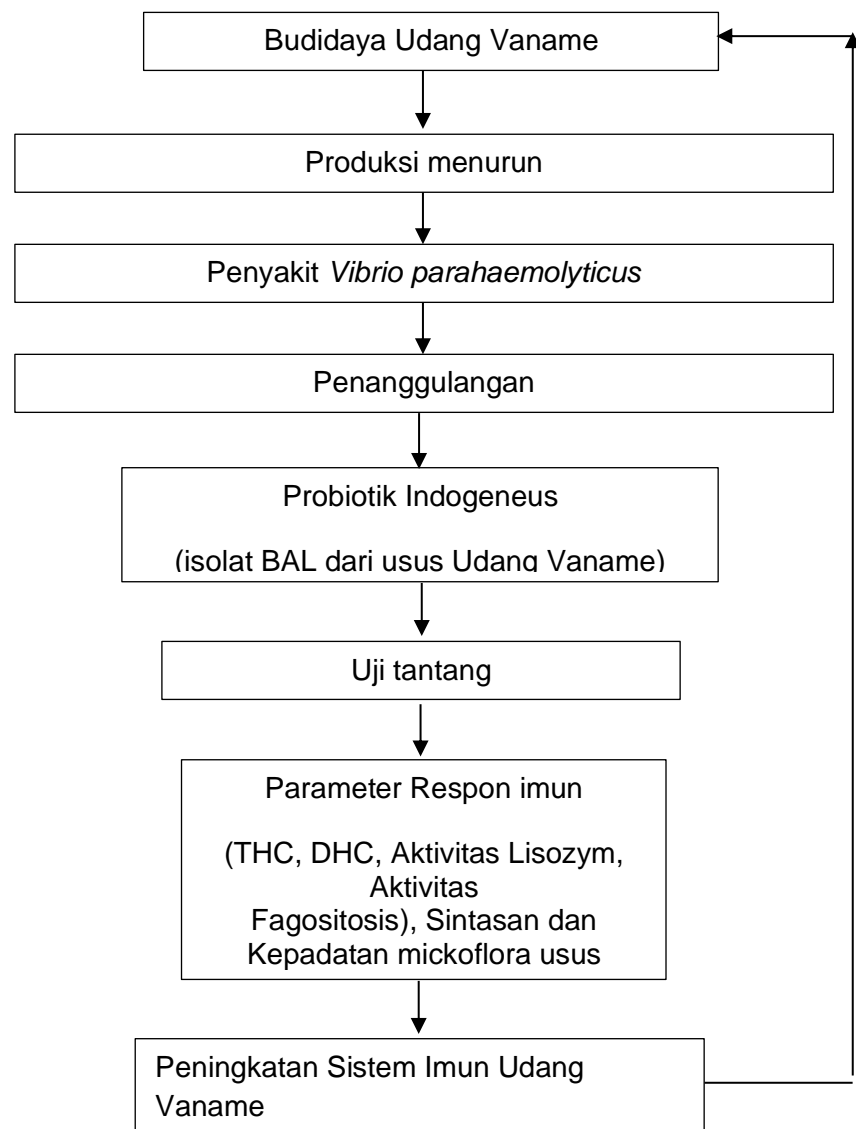 Budidaya Udang Vaname
Produksi menurun
Penyakit Vibrio parahaemolyticus
Penanggulangan
Probiotik Indogeneus
(isolat BAL dari usus Udang Vaname)
Uji tantang
Parameter Respon imun
(THC, DHC, Aktivitas Lisozym,
Aktivitas
Fagositosis), Sintasan dan
Kepadatan mickoflora usus
Peningkatan Sistem Imun Udang
Vaname